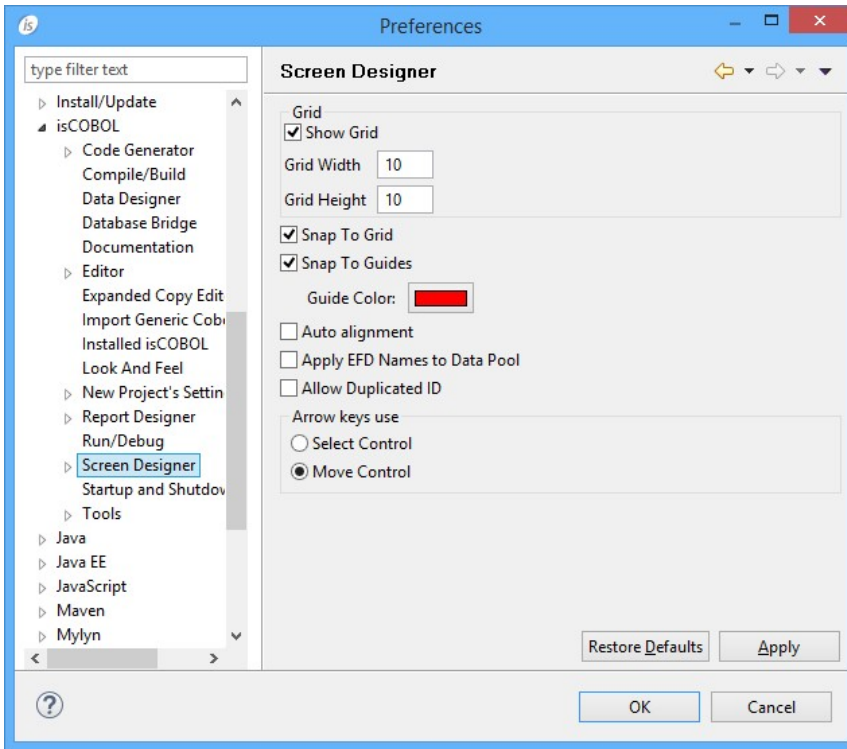 is
Preferences
type filter text
Install/Update
isCOBOL
Code Generator
Compile/Build
Data Designer
Database Bridge
Documentation
Editor
Expanded Copy Edit
Import Generic Cob
Installed isCOBOL
Look And Feel
New Project's Settin
Report Designer
Run/Debug
Screen Designer
Startup and Shutdov
Tools
Java
Java EE
JavaScript
Maven
Mylyn
Screen Designer
Grid
Show Grid
Grid Width 10
Grid Height 10
Snap To Grid
Snap To Guides
Guide Color:
Auto alignment
Apply EFD Names to Data Pool
Allow Duplicated ID
Arrow keys use
Select Control
Move Control
Restore Defaults Apply
? OK Cancel